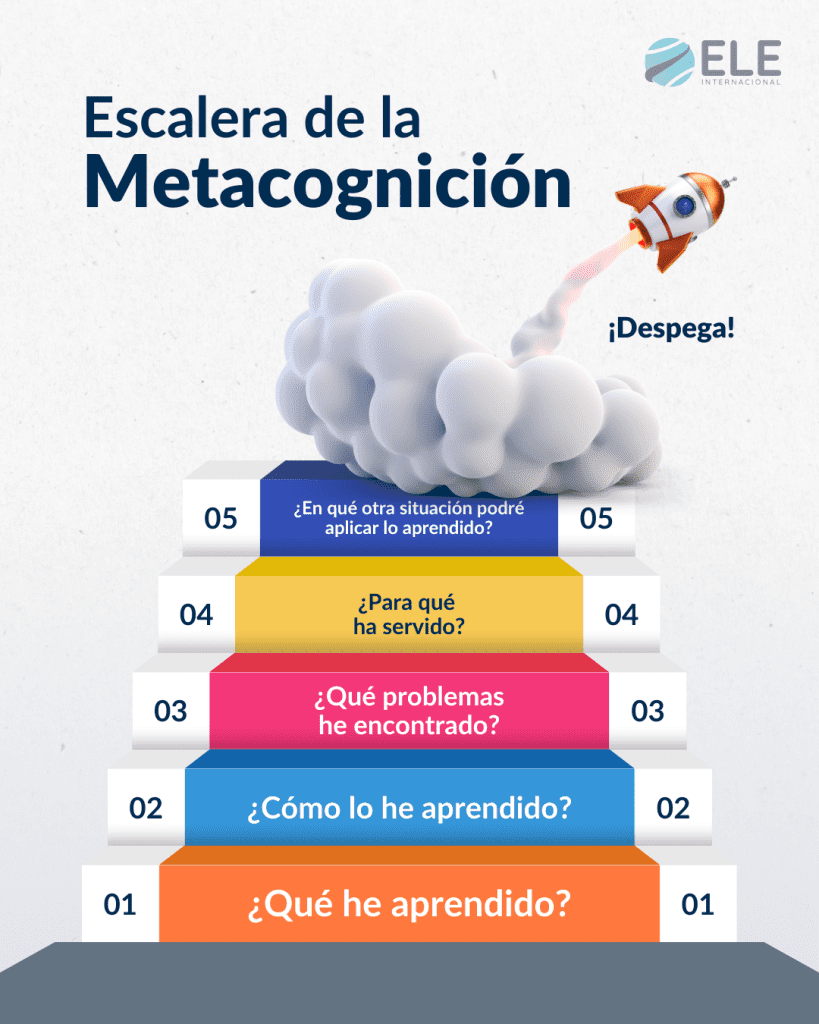 ELE
INTERNACIONAL
Escalera de la
Metacognición
¡Despega!
05
¿En qué otra situación podré
aplicar lo aprendido?
05
04
¿Para qué
ha servido?
04
03
¿Qué problemas
he encontrado?
03
02
¿Cómo lo he aprendido?
02
01
¿Qué he aprendido?
01